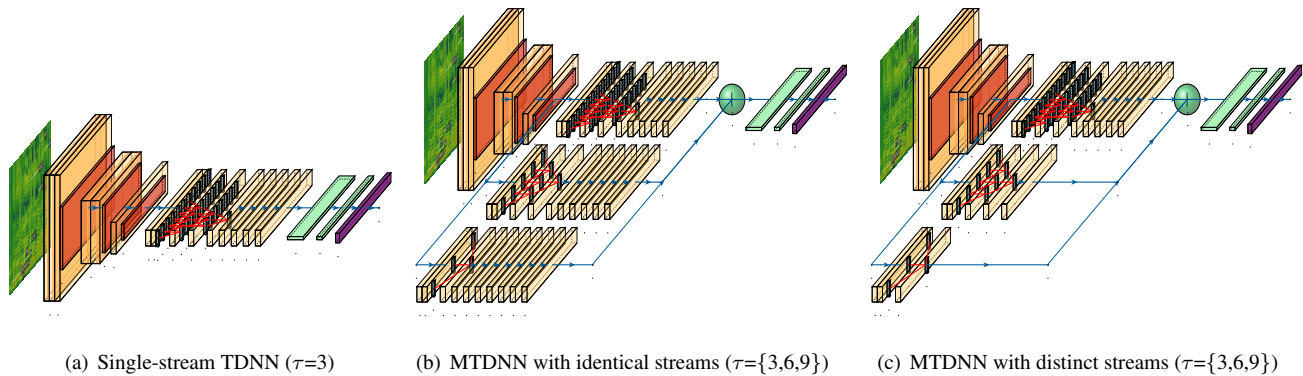 (a) Single-stream TDNN (τ=3)
(b) MTDNN with identical streams (τ={3,6,9})
(c) MTDNN with distinct streams (τ={3,6,9})